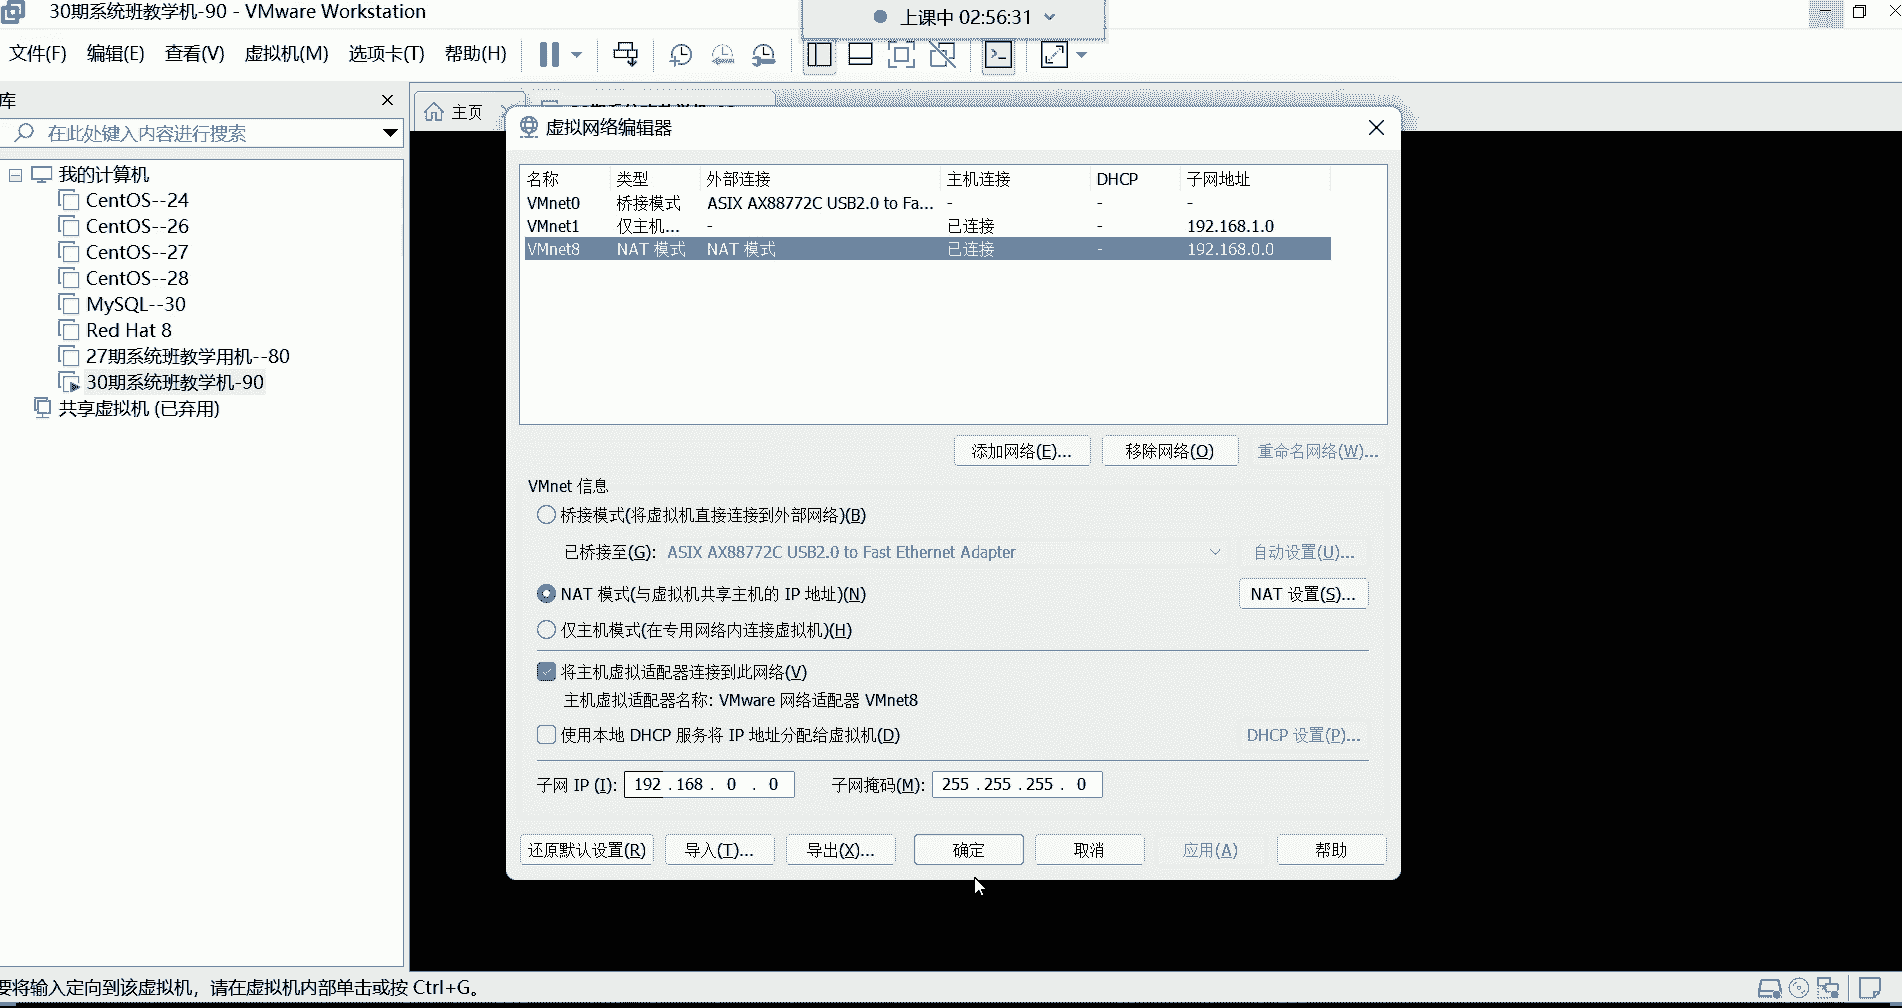 30期系统班教学机-90 - VMware Workstation
上课中 02:56:31
文件(F) 编辑(E) 查看(V) 虚拟机(M) 选项卡(T) 帮助(H)
库
在此处键入内容进行搜索
我的计算机
CentOS--24
CentOS--26
CentOS--27
CentOS--28
MySQL--30
Red Hat 8
27期系统班教学用机--80
30期系统班教学机-90
共享虚拟机 (已弃用)
主页
虚拟网络编辑器
名称 类型 外部连接 主机连接 DHCP 子网地址
VMnet0 桥接模式 ASIX AX88772C USB2.0 to Fa... - - -
VMnet1 仅主机... - 已连接 - 192.168.1.0
VMnet8 NAT 模式 NAT 模式 已连接 - 192.168.0.0
添加网络(E)... 移除网络(O) 重命名网络(W)...
VMnet 信息
桥接模式(将虚拟机直接连接到外部网络)(B)
已桥接至(G): ASIX AX88772C USB2.0 to Fast Ethernet Adapter 自动设置(U)...
NAT 模式(与虚拟机共享主机的 IP 地址)(N) NAT 设置(S)...
仅主机模式(在专用网络内连接虚拟机)(H)
将主机虚拟适配器连接到此网络(V)
主机虚拟适配器名称: VMware 网络适配器 VMnet8
使用本地 DHCP 服务将 IP 地址分配给虚拟机(D) DHCP 设置(P)...
子网 IP (I): 192 . 168 . 0 . 0 子网掩码(M): 255 . 255 . 255 . 0
还原默认设置(R) 导入(T)... 导出(X)... 确定 取消 应用(A) 帮助
要将输入定向到该虚拟机，请在虚拟机内部单击或按 Ctrl+G。